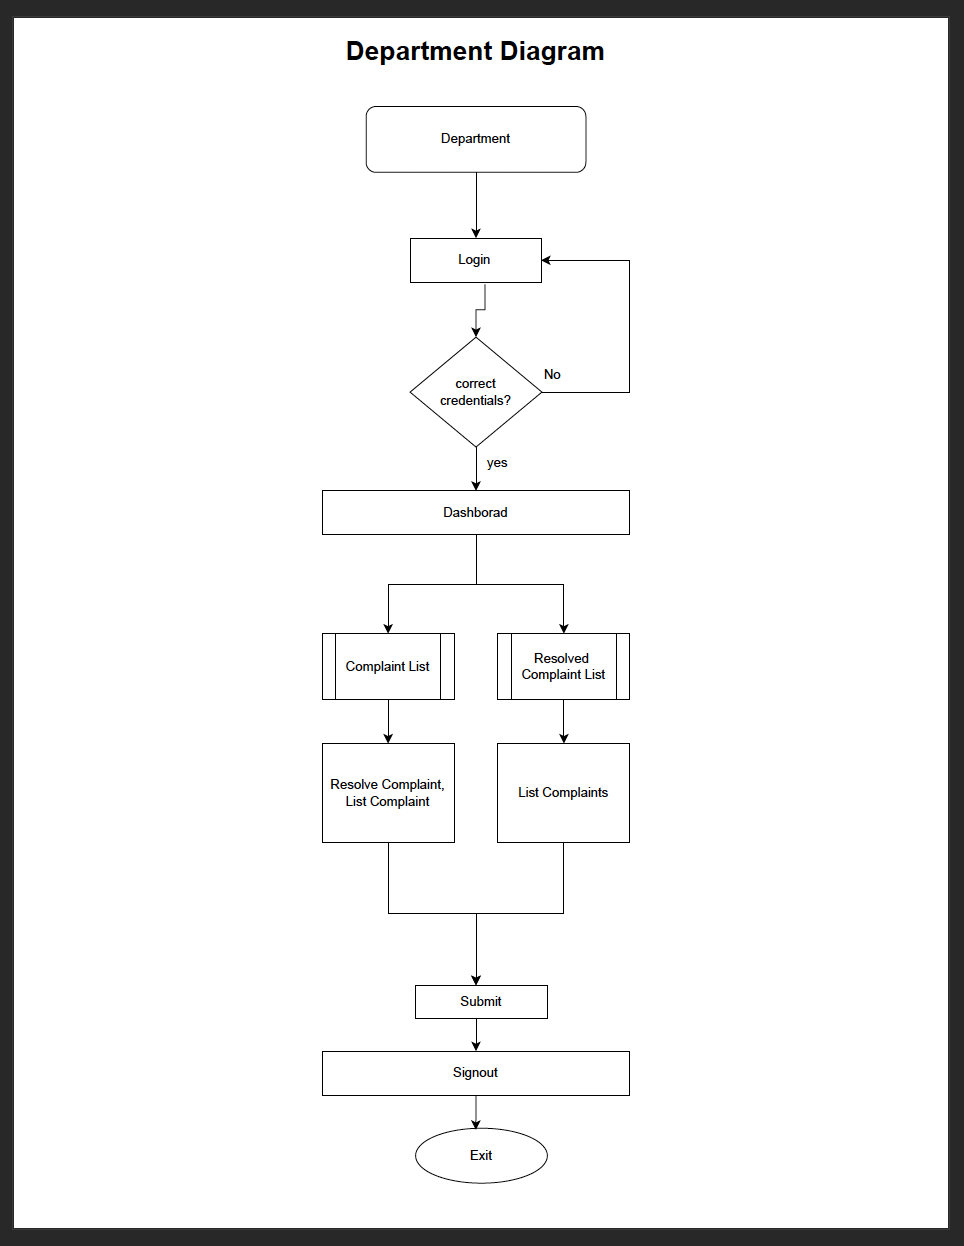 Department Diagram
Department
Login
correct
credentials?
No
yes
Dashborad
Complaint List
Resolved
Complaint List
Resolve Complaint,
List Complaint
List Complaints
Submit
Signout
Exit